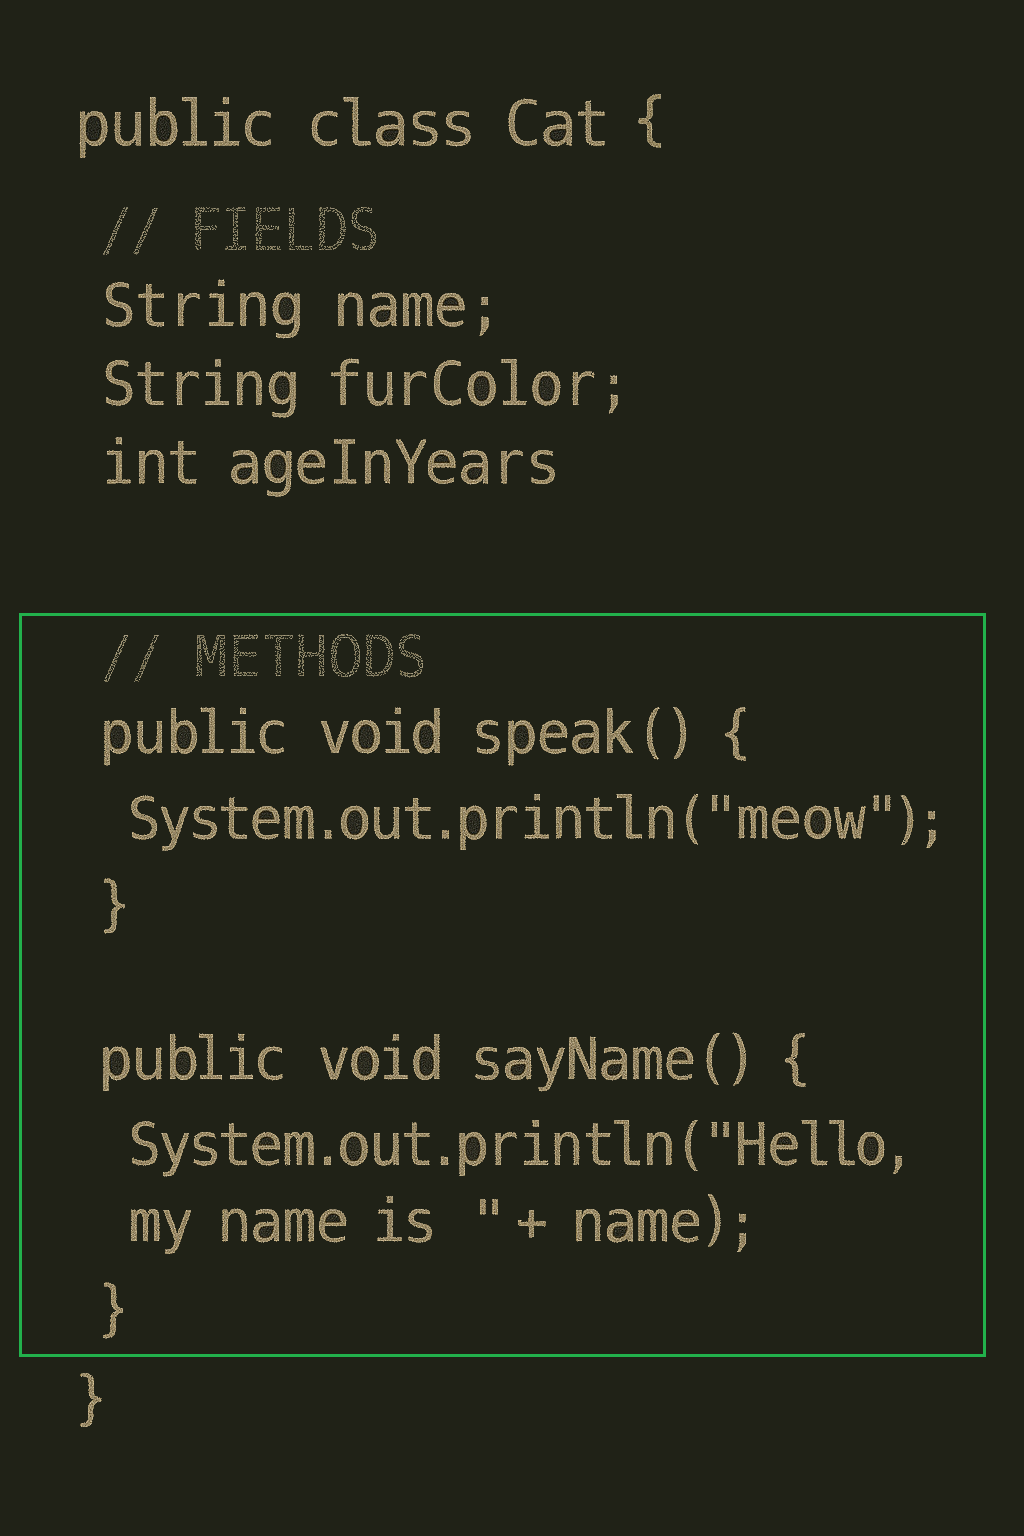 public class Cat {
// FIELDS
String name;
String furColor;
int ageInYears
// METHODS
public void speak() {
System.out.println("meow");
}
public void sayName() {
System.out.println("Hello,
my name is "+ name);
}
}